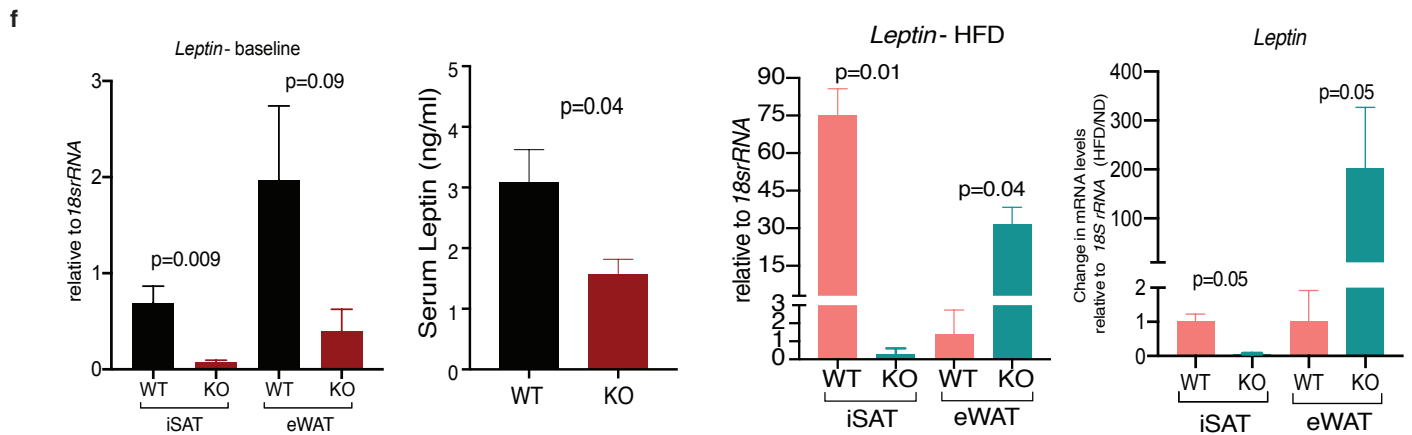 f
Leptin - baseline
relative to 18srRNA
3
2
1
0
p=0.009
p=0.09
WT
KO
WT
KO
iSAT
eWAT
Serum Leptin (ng/ml)
5
4
3
2
1
0
p=0.04
WT
KO
Leptin - HFD
relative to 18srRNA
90
75
60
45
30
15
3
2
1
0
p=0.01
p=0.04
WT
KO
WT
KO
iSAT
eWAT
Leptin
Change in mRNA levels
relative to 18S rRNA (HFD/ND)
400
300
200
100
2
1
0
p=0.05
p=0.05
WT
KO
WT
KO
iSAT
eWAT